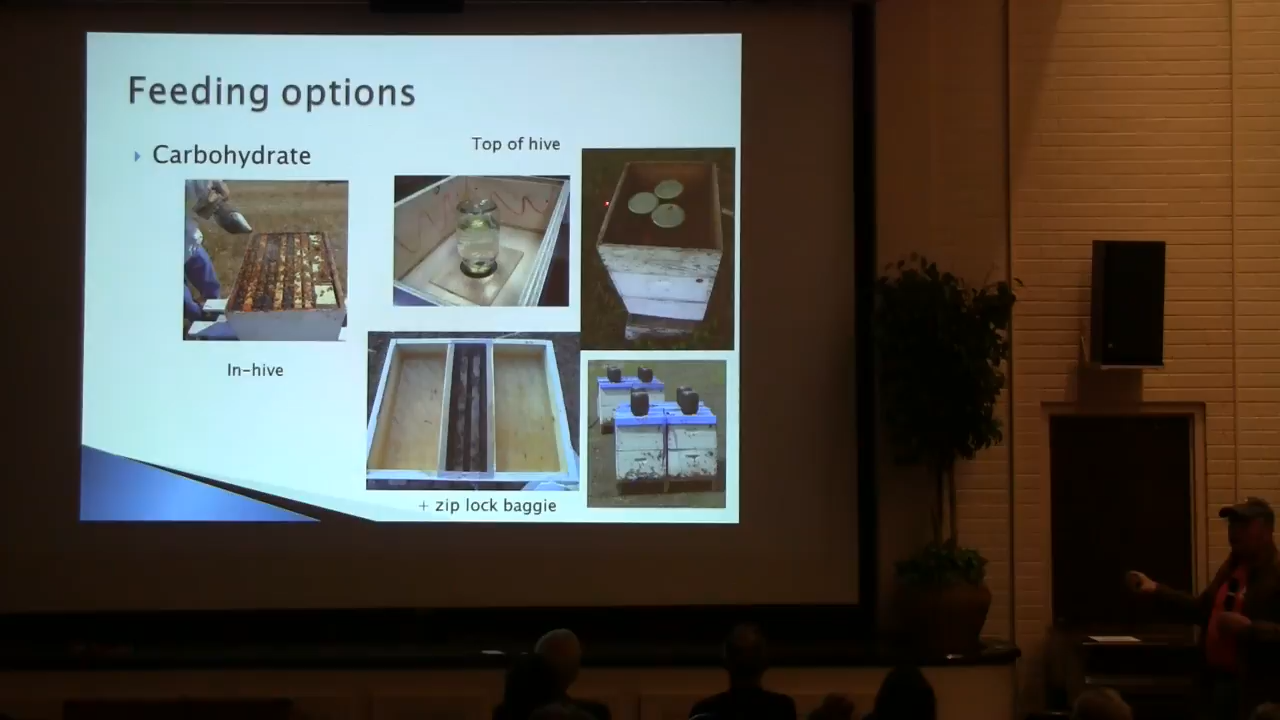 Feeding options
Carbohydrate
Top of hive
In-hive
+ zip lock baggie